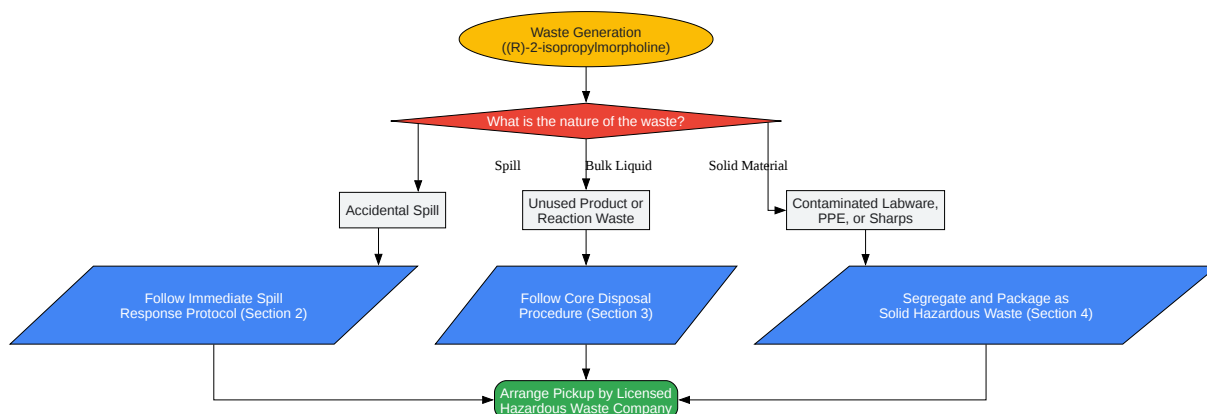 Waste Generation
((R)-2-isopropylmorpholine)
What is the nature of the waste?
Spill
Bulk Liquid
Solid Material
Accidental Spill
Unused Product or
Reaction Waste
Contaminated Labware,
PPE, or Sharps
Follow Immediate Spill
Response Protocol (Section 2)
Follow Core Disposal
Procedure (Section 3)
Segregate and Package as
Solid Hazardous Waste (Section 4)
Arrange Pickup by Licensed
Hazardous Waste Company